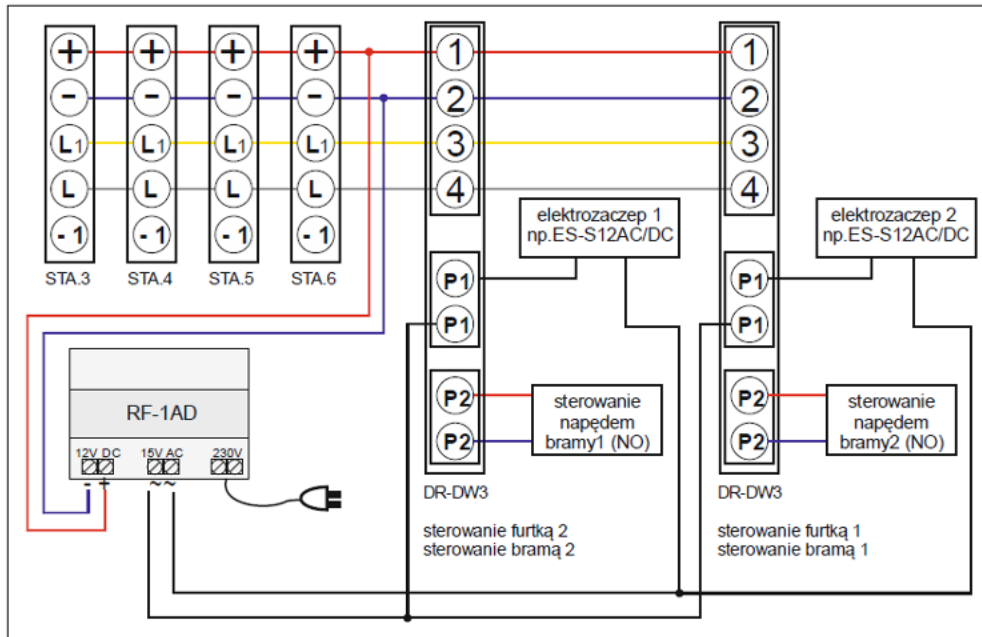 + + + + 1 1
- - - - 2 2
L1 L1 L1 L1 3 3
L L L L 4 4
- 1 - 1 - 1 - 1
STA.3 STA.4 STA.5 STA.6
elektrozaczep 1
np.ES-S12AC/DC
elektrozaczep 2
np.ES-S12AC/DC
P1 P1
P1 P1
P2 P2
P2 P2
sterowanie
napędem
bramy1 (NO)
sterowanie
napędem
bramy2 (NO)
RF-1AD
12V DC 15V AC 230V
- + ~ ~
DR-DW3
sterowanie furtką 2
sterowanie bramą 2
DR-DW3
sterowanie furtką 1
sterowanie bramą 1